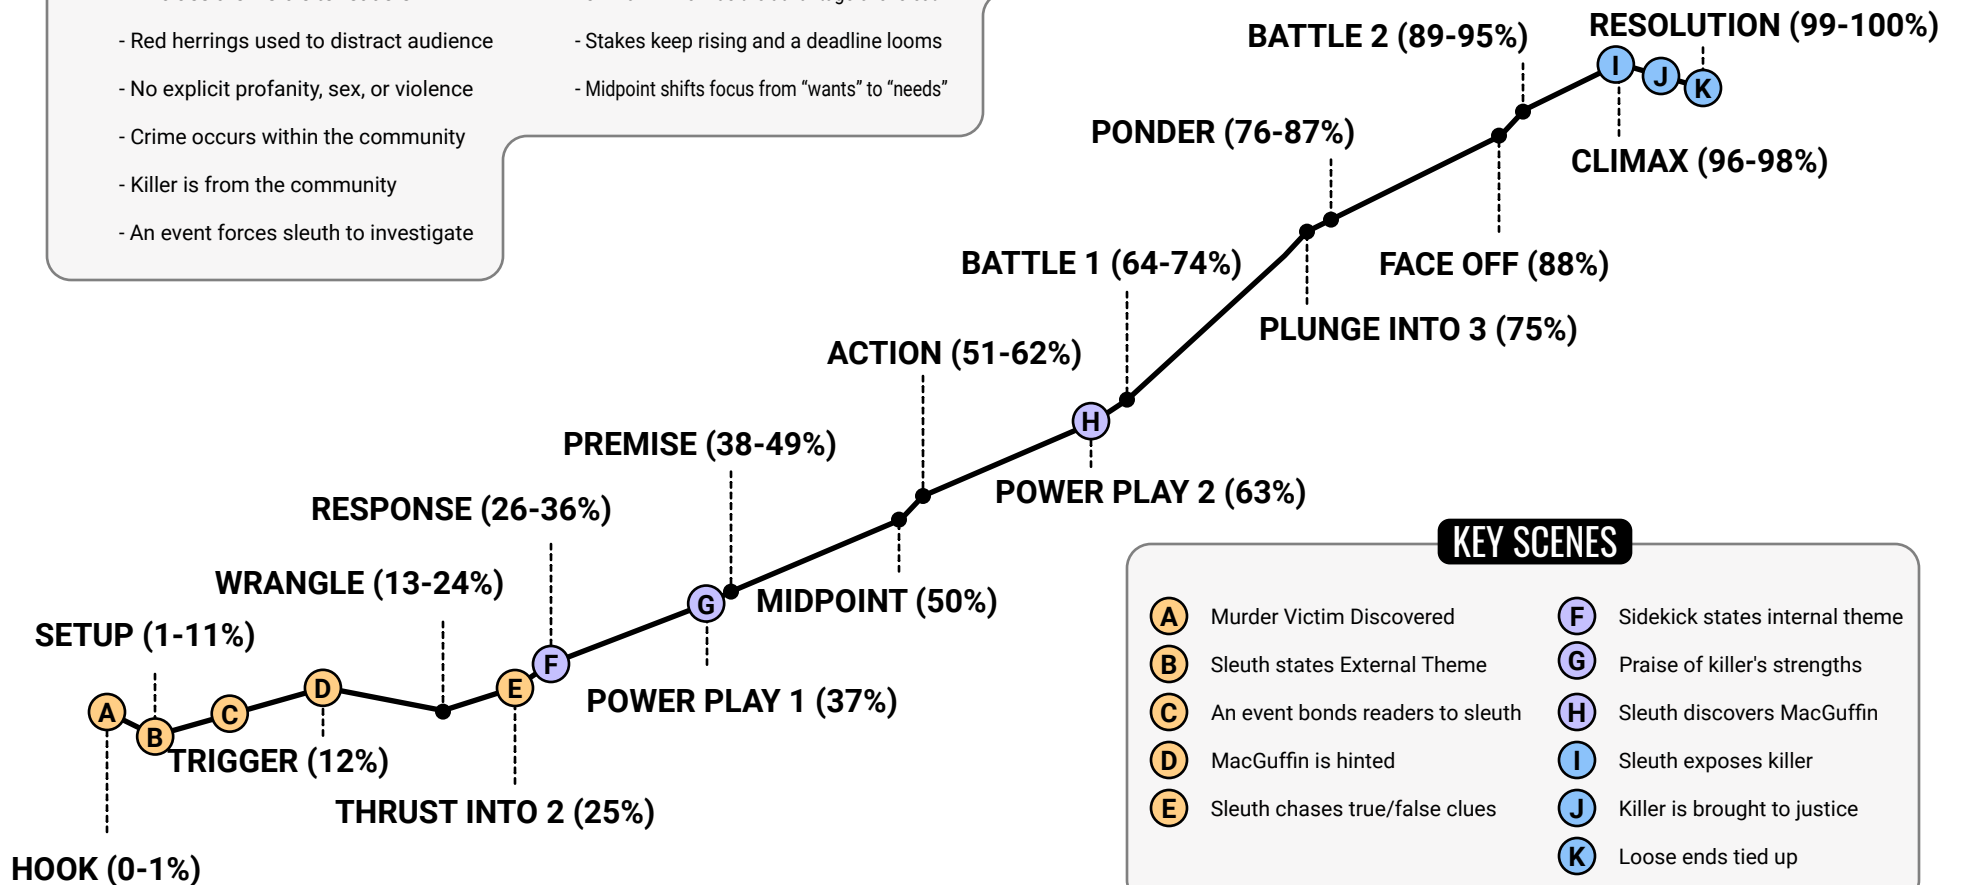 - Red herrings used to distract audience
- No explicit profanity, sex, or violence
- Crime occurs within the community
- Killer is from the community
- An event forces sleuth to investigate
- Stakes keep rising and a deadline looms
- Midpoint shifts focus from “wants” to “needs”
RESOLUTION (99-100%)
BATTLE 2 (89-95%)
I
J
K
PONDER (76-87%)
CLIMAX (96-98%)
BATTLE 1 (64-74%)
FACE OFF (88%)
PLUNGE INTO 3 (75%)
ACTION (51-62%)
H
PREMISE (38-49%)
POWER PLAY 2 (63%)
RESPONSE (26-36%)
WRANGLE (13-24%)
G
MIDPOINT (50%)
SETUP (1-11%)
F
E
D
POWER PLAY 1 (37%)
A
C
B
TRIGGER (12%)
THRUST INTO 2 (25%)
HOOK (0-1%)
KEY SCENES
A Murder Victim Discovered
B Sleuth states External Theme
C An event bonds readers to sleuth
D MacGuffin is hinted
E Sleuth chases true/false clues
F Sidekick states internal theme
G Praise of killer's strengths
H Sleuth discovers MacGuffin
I Sleuth exposes killer
J Killer is brought to justice
K Loose ends tied up